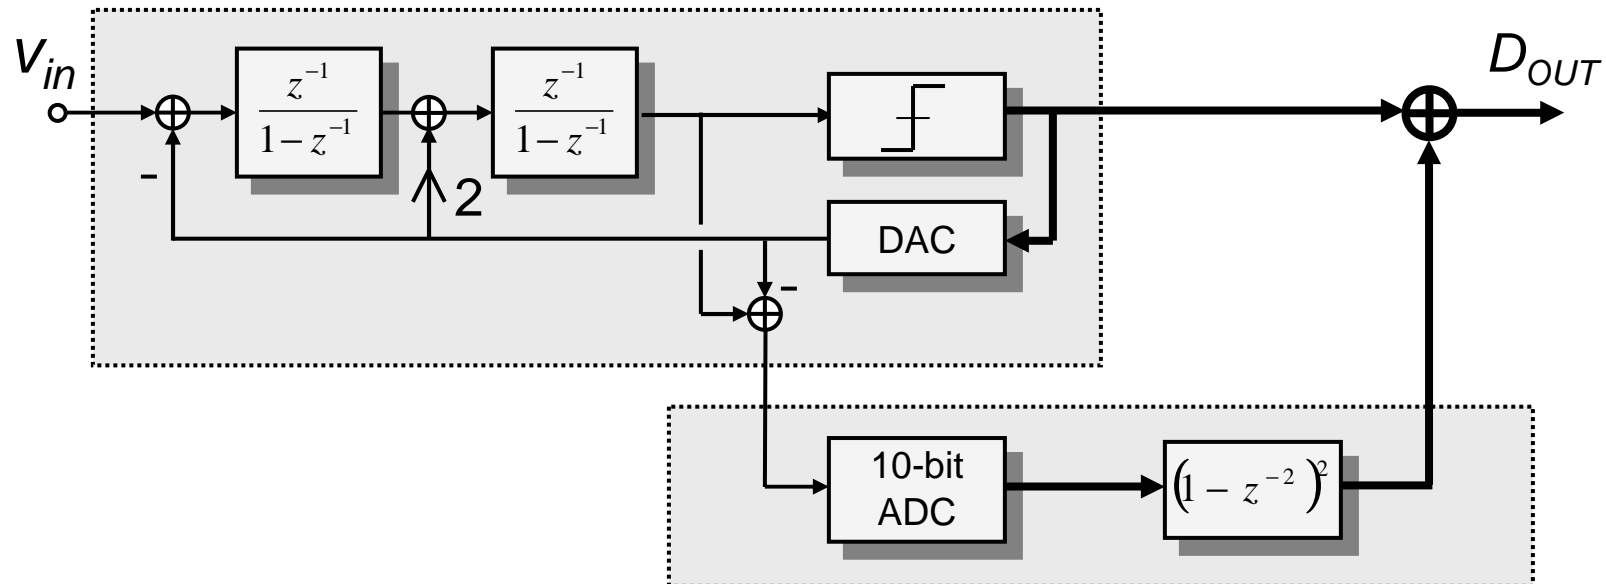 v_in
z^−1
1 − z^−1
z^−1
1 − z^−1
D_OUT
-
2
DAC
-
10-bit
ADC
(1 − z^−2)^2